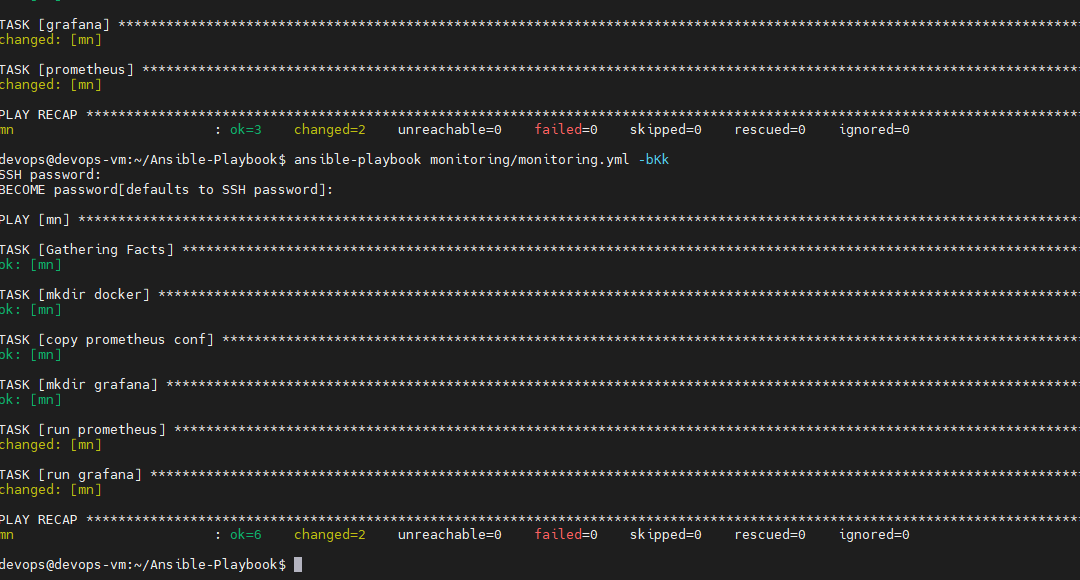 TASK [grafana] ****************************************************************************************************************************
changed: [mn]
TASK [prometheus] *************************************************************************************************************************
changed: [mn]
PLAY RECAP ********************************************************************************************************************************
mn : ok=3 changed=2 unreachable=0 failed=0 skipped=0 rescued=0 ignored=0
devops@devops-vm:~/Ansible-Playbook$ ansible-playbook monitoring/monitoring.yml -bKk
SSH password:
BECOME password[defaults to SSH password]:
PLAY [mn] *********************************************************************************************************************************
TASK [Gathering Facts] ********************************************************************************************************************
ok: [mn]
TASK [mkdir docker] ***********************************************************************************************************************
ok: [mn]
TASK [copy prometheus conf] ***************************************************************************************************************
ok: [mn]
TASK [mkdir grafana] **********************************************************************************************************************
ok: [mn]
TASK [run prometheus] *********************************************************************************************************************
changed: [mn]
TASK [run grafana] ************************************************************************************************************************
changed: [mn]
PLAY RECAP ********************************************************************************************************************************
mn : ok=6 changed=2 unreachable=0 failed=0 skipped=0 rescued=0 ignored=0
devops@devops-vm:~/Ansible-Playbook$